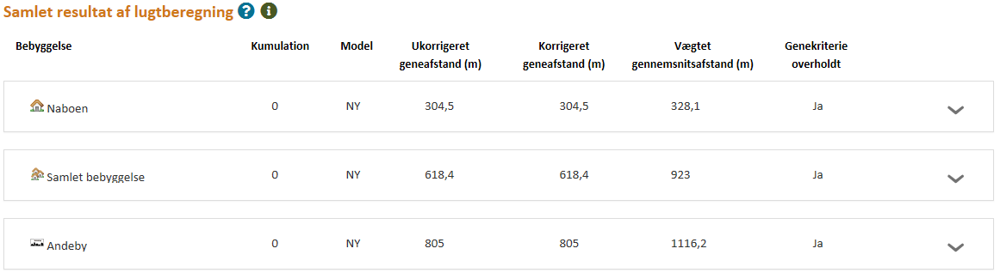 Samlet resultat af lugtberegning ? i
Bebyggelse Kumulation Model Ukorrigeret geneafstand (m) Korrigeret geneafstand (m) Vægtet gennemsnitsafstand (m) Genekriterie overholdt
Naboen 0 NY 304,5 304,5 328,1 Ja
Samlet bebyggelse 0 NY 618,4 618,4 923 Ja
Andeby 0 NY 805 805 1116,2 Ja